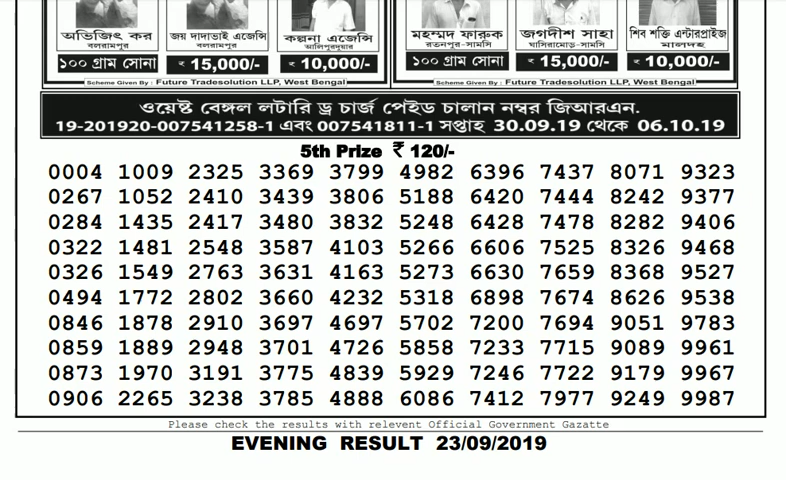 অভিজিৎ কর
বলরামপুর
জয় দাদাভাই এজেন্সি
বলরামপুর
কল্পনা এজেন্সি
আলিপুরদুয়ার
মহম্মদ ফারুক
রতনপুর-সামসি
জগদীশ সাহা
ঘাসিরামোড়-সামসি
শিব শক্তি এন্টারপ্রাইজ
মালদহ
১০০ গ্রাম সোনা
₹ 15,000/-
₹ 10,000/-
১০০ গ্রাম সোনা
₹ 15,000/-
₹ 10,000/-
Scheme Given By : Future Tradesolution LLP, West Bengal
Scheme Given By : Future Tradesolution LLP, West Bengal
ওয়েষ্ট বেঙ্গল লটারি ড্র চার্জ পেইড চালান নম্বর জিআরএন.
19-201920-007541258-1 এবং 007541811-1 সপ্তাহ 30.09.19 থেকে 06.10.19
5th Prize ₹ 120/-
0004 1009 2325 3369 3799 4982 6396 7437 8071 9323
0267 1052 2410 3439 3806 5188 6420 7444 8242 9377
0284 1435 2417 3480 3832 5248 6428 7478 8282 9406
0322 1481 2548 3587 4103 5266 6606 7525 8326 9468
0326 1549 2763 3631 4163 5273 6630 7659 8368 9527
0494 1772 2802 3660 4232 5318 6898 7674 8626 9538
0846 1878 2910 3697 4697 5702 7200 7694 9051 9783
0859 1889 2948 3701 4726 5858 7233 7715 9089 9961
0873 1970 3191 3775 4839 5929 7246 7722 9179 9967
0906 2265 3238 3785 4888 6086 7412 7977 9249 9987
Please check the results with relevent Official Government Gazatte
EVENING RESULT 23/09/2019